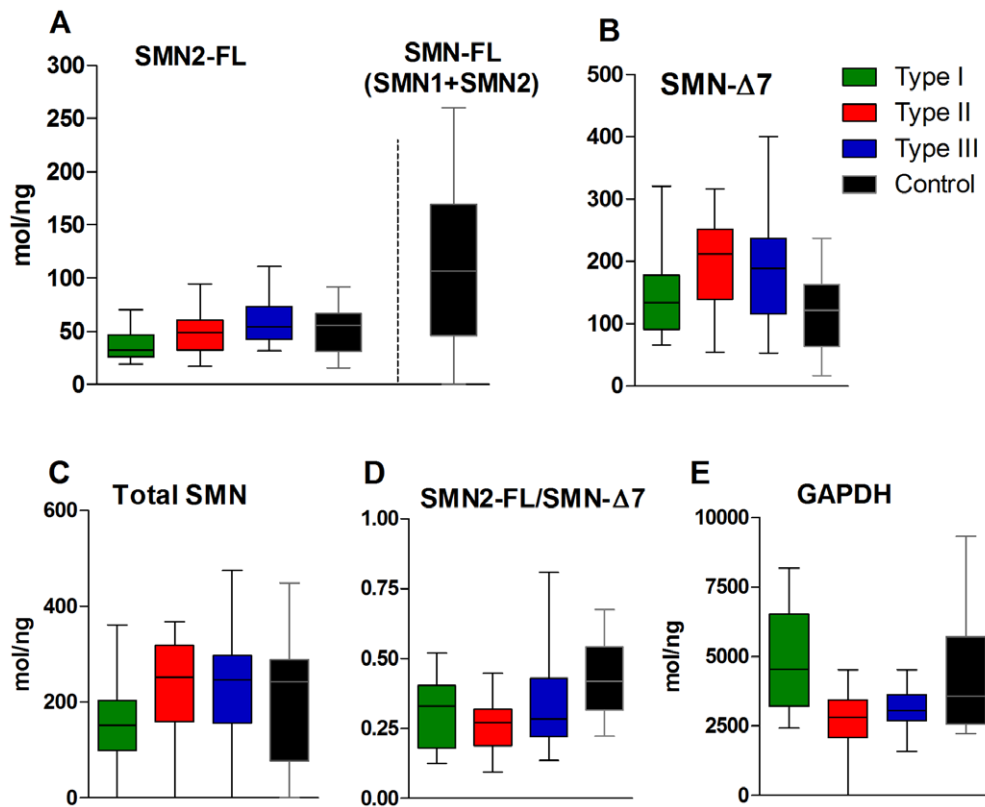 A
SMN2-FL
SMN-FL
(SMN1+SMN2)
mol/ng
300
250
200
150
100
50
0
B
SMN-Δ7
500
400
300
200
100
0
Type I
Type II
Type III
Control
C
Total SMN
mol/ng
600
400
200
0
D
SMN2-FL/SMN-Δ7
1.00
0.75
0.50
0.25
0.00
E
GAPDH
mol/ng
10000
7500
5000
2500
0